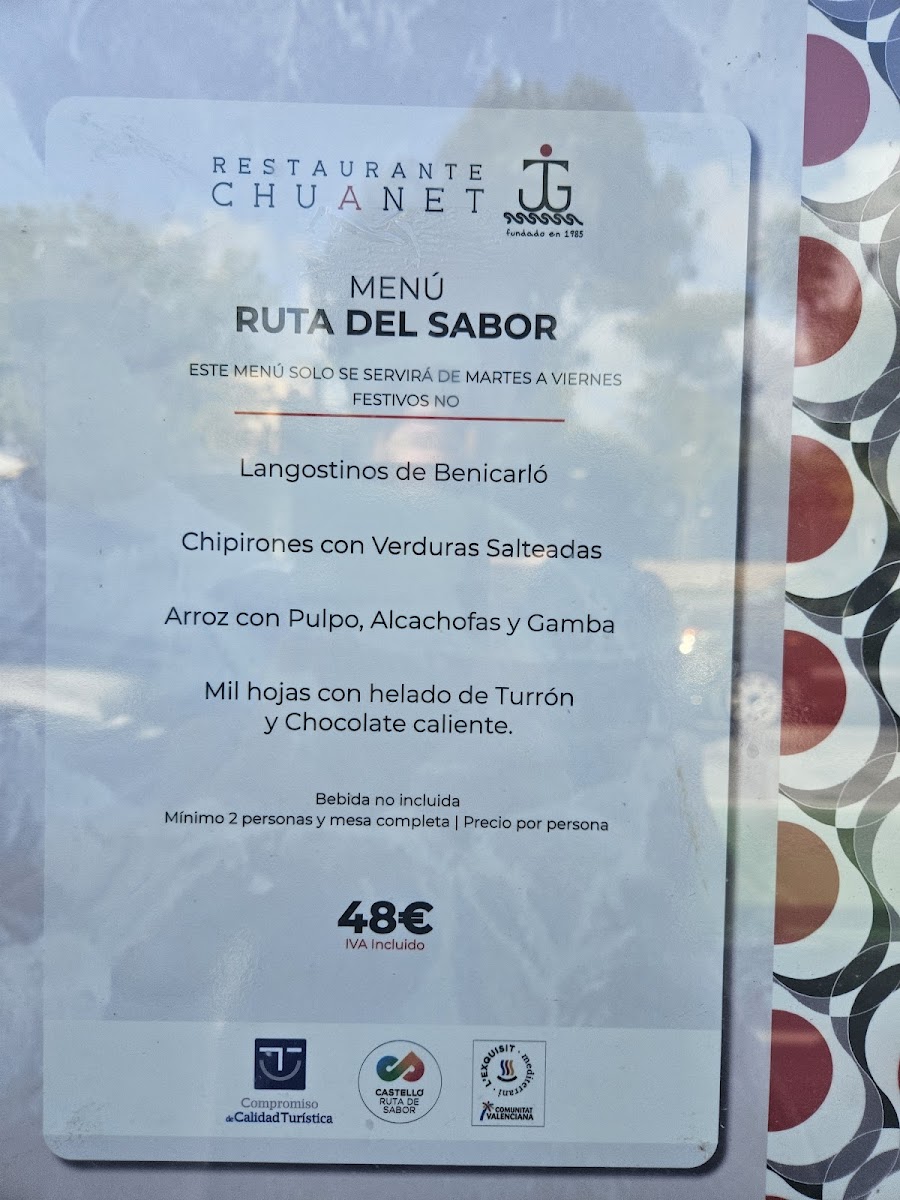 RESTAURANTE
CHUANET
JG
fundado en 1985
MENÚ
RUTA DEL SABOR
ESTE MENÚ SOLO SE SERVIRÁ DE MARTES A VIERNES
FESTIVOS NO
Langostinos de Benicarló
Chipirones con Verduras Salteadas
Arroz con Pulpo, Alcachofas y Gamba
Mil hojas con helado de Turrón
y Chocolate caliente.
Bebida no incluida
Mínimo 2 personas y mesa completa | Precio por persona
48€
IVA Incluido
Compromiso
de Calidad Turística
CASTELLÓ
RUTA DE
SABOR
L'EXQUISIT · mediterrani ·
COMUNITAT
VALENCIANA